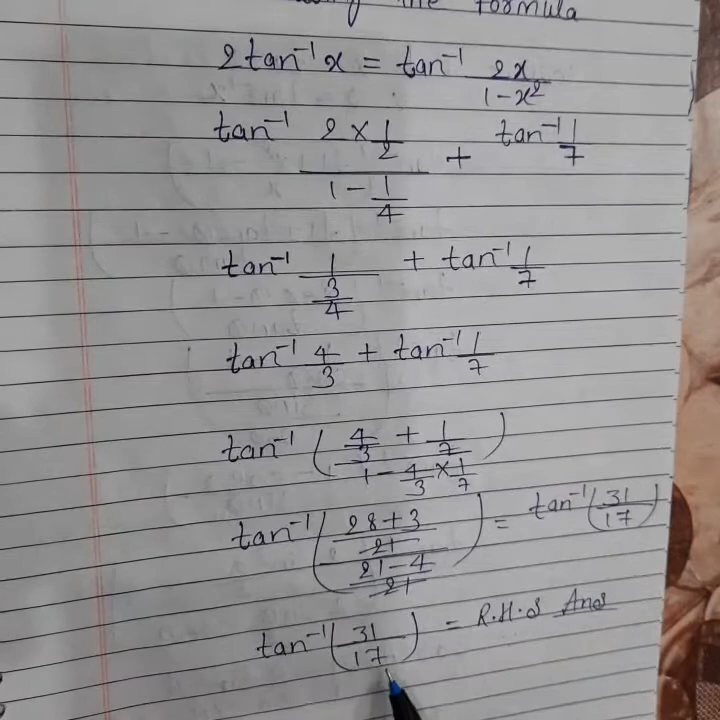 the formula
2tan⁻¹x = tan⁻¹ 2x/(1-x²)
tan⁻¹ (2×1/2)/(1-1/4) + tan⁻¹ 1/7
tan⁻¹ 1/(3/4) + tan⁻¹ 1/7
tan⁻¹ 4/3 + tan⁻¹ 1/7
tan⁻¹ ((4/3 + 1/7)/(1 - 4/3 × 1/7))
tan⁻¹ (((28+3)/21)/((21-4)/21)) = tan⁻¹(31/17)
tan⁻¹(31/17) = R.H.S Ans